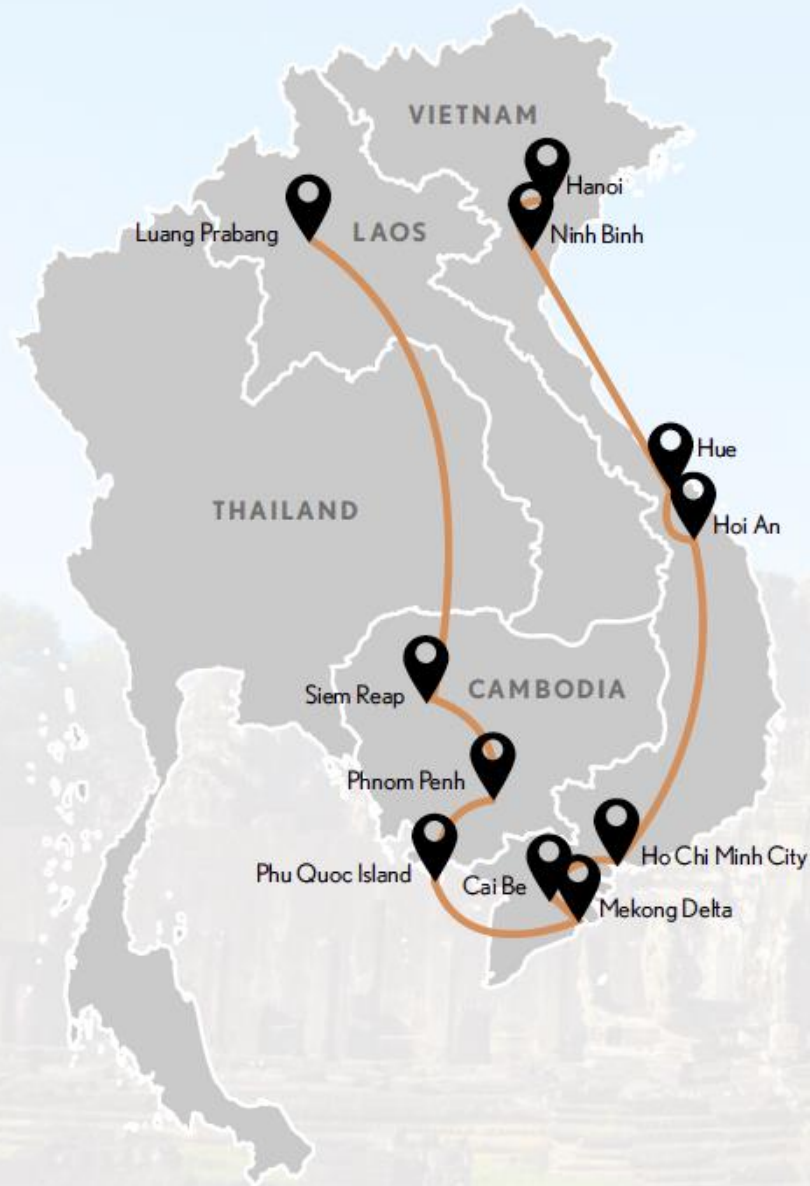 VIETNAM
Hanoi
Luang Prabang
LAOS
Ninh Binh
Hue
THAILAND
Hoi An
Siem Reap
CAMBODIA
Phnom Penh
Ho Chi Minh City
Phu Quoc Island
Cai Be
Mekong Delta